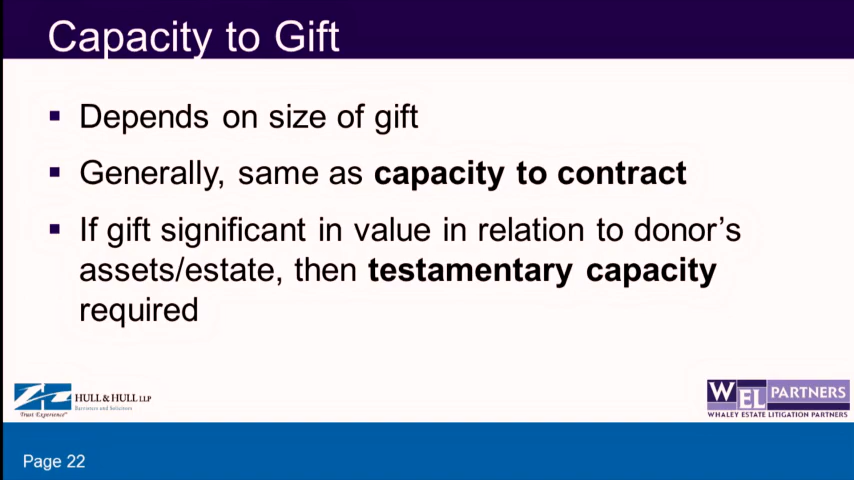 Capacity to Gift
▪ Depends on size of gift
▪ Generally, same as capacity to contract
▪ If gift significant in value in relation to donor's
assets/estate, then testamentary capacity
required
HULL & HULL LLP
Barristers and Solicitors
Trust Experience
WEL PARTNERS
WHALEY ESTATE LITIGATION PARTNERS
Page 22